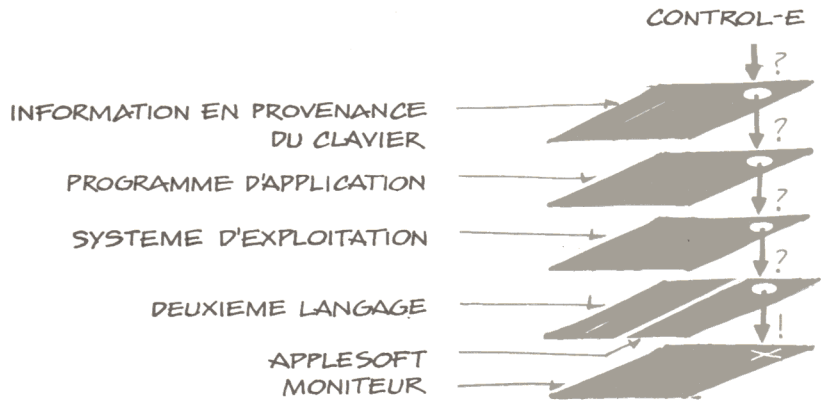 CONTROL-E
?
INFORMATION EN PROVENANCE
DU CLAVIER
?
PROGRAMME D'APPLICATION
?
SYSTEME D'EXPLOITATION
?
DEUXIEME LANGAGE
!
APPLESOFT
MONITEUR